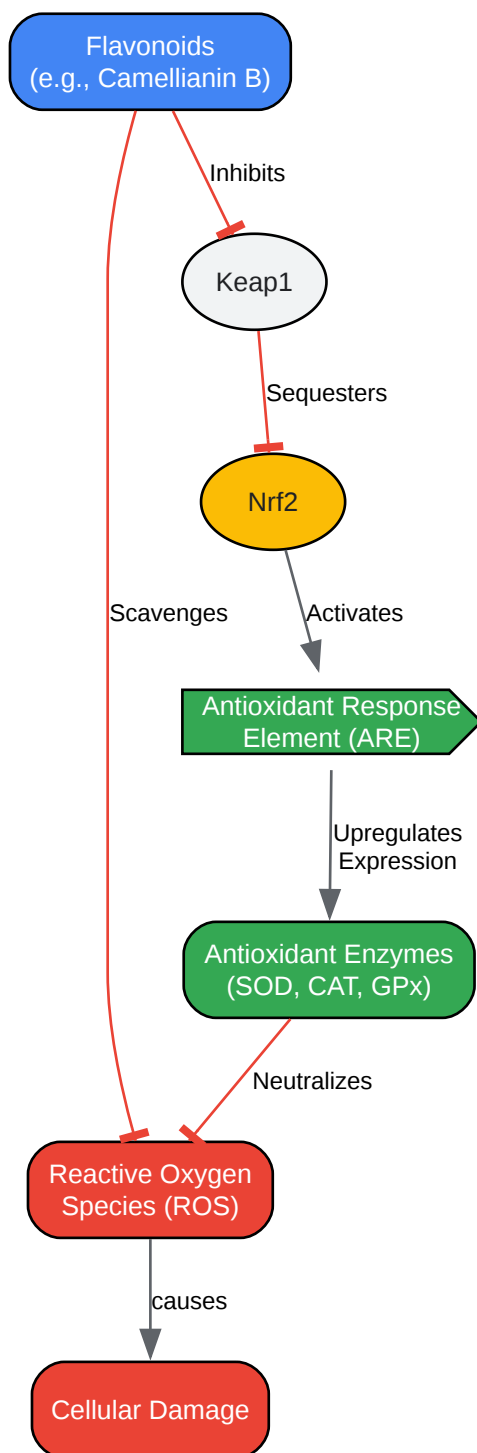 Flavonoids
(e.g., Camellianin B)
Inhibits
Keap1
Sequesters
Nrf2
Scavenges
Activates
Antioxidant Response
Element (ARE)
Upregulates
Expression
Antioxidant Enzymes
(SOD, CAT, GPx)
Neutralizes
Reactive Oxygen
Species (ROS)
causes
Cellular Damage